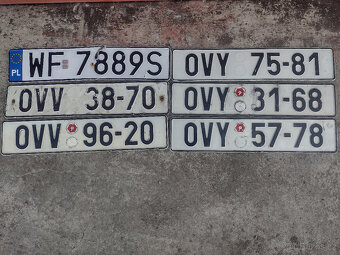 PL WF 7889S
OVY 75-81
OVV 38-70
OVY 31-68
OVV 96-20
OVY 57-78